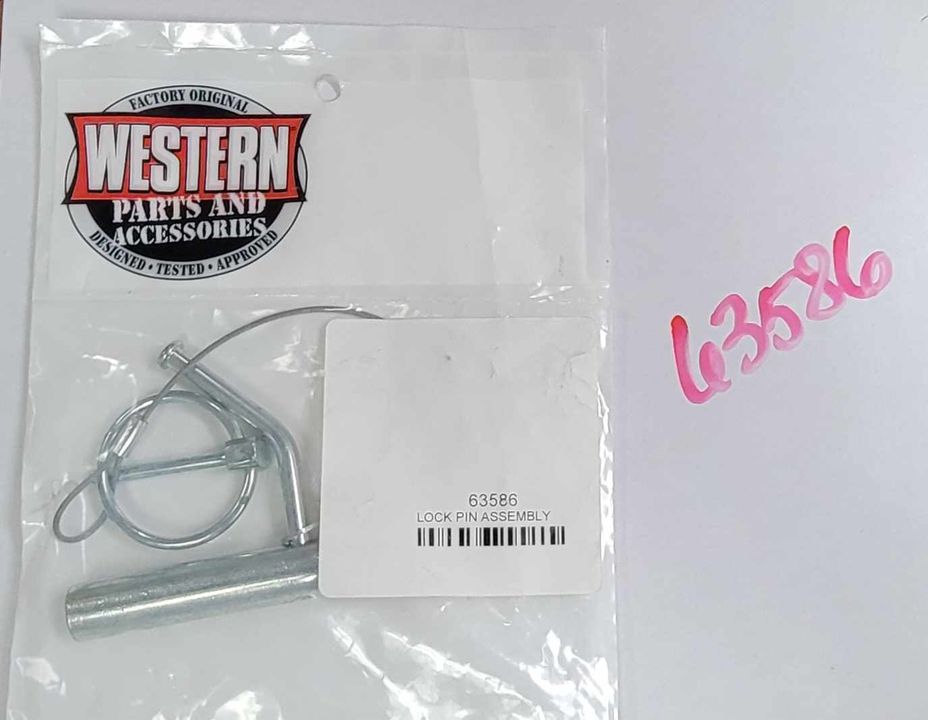 FACTORY ORIGINAL
WESTERN
PARTS AND
ACCESSORIES
DESIGNED • TESTED • APPROVED
63586
63586
LOCK PIN ASSEMBLY